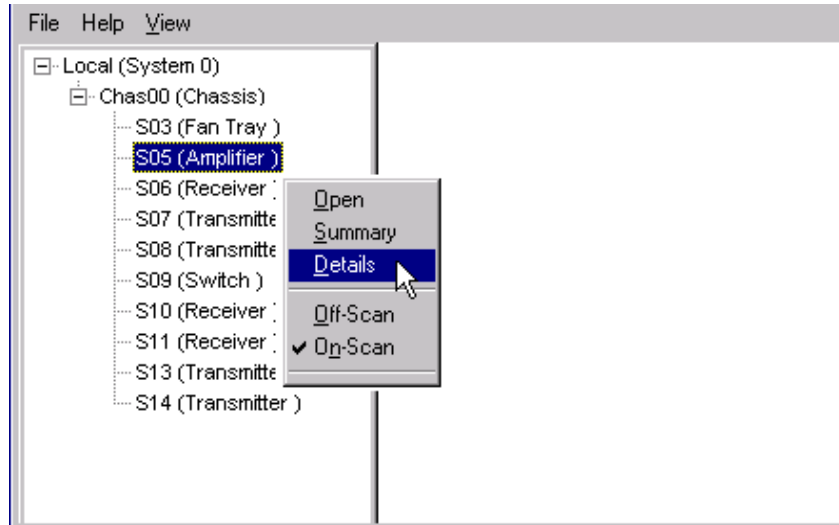 File Help View
Local (System 0)
Chas00 (Chassis)
S03 (Fan Tray )
S05 (Amplifier )
S06 (Receiver
S07 (Transmitte
S08 (Transmitte
S09 (Switch )
S10 (Receiver
S11 (Receiver
S13 (Transmitte
S14 (Transmitter )
Open
Summary
Details
Off-Scan
On-Scan